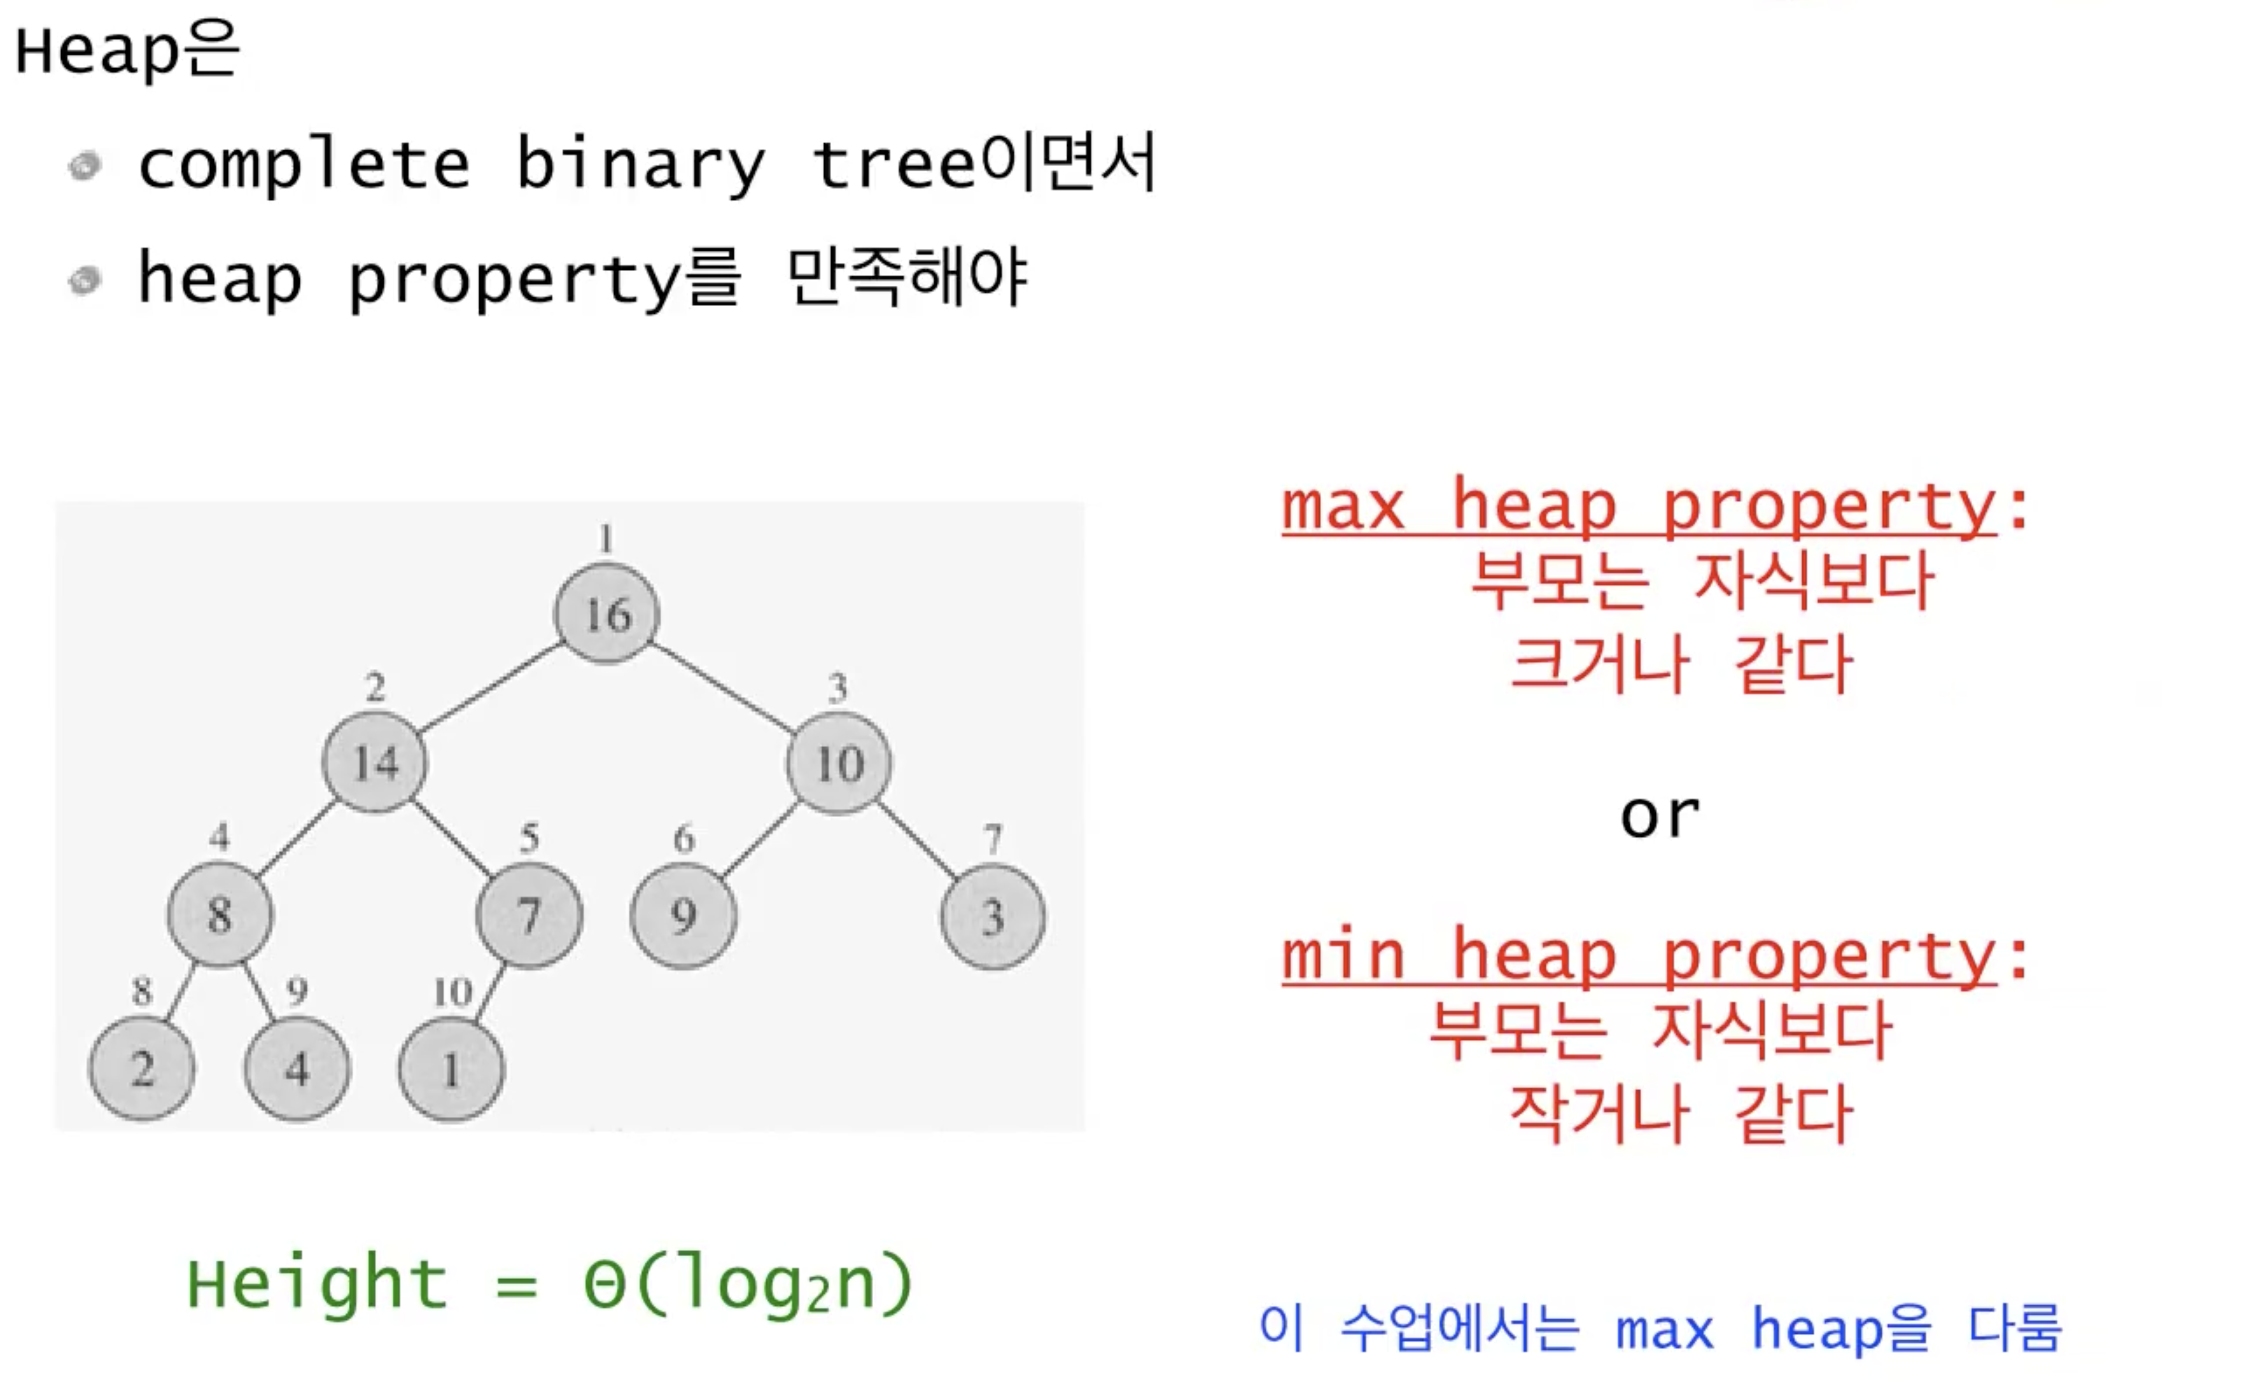 Heap은
complete binary tree이면서
heap property를 만족해야
1
16
2
3
14
10
4
5
6
7
8
7
9
3
8
9
10
2
4
1
Height = Θ(log₂n)
max heap property:
부모는 자식보다
크거나 같다
or
min heap property:
부모는 자식보다
작거나 같다
이 수업에서는 max heap을 다룸